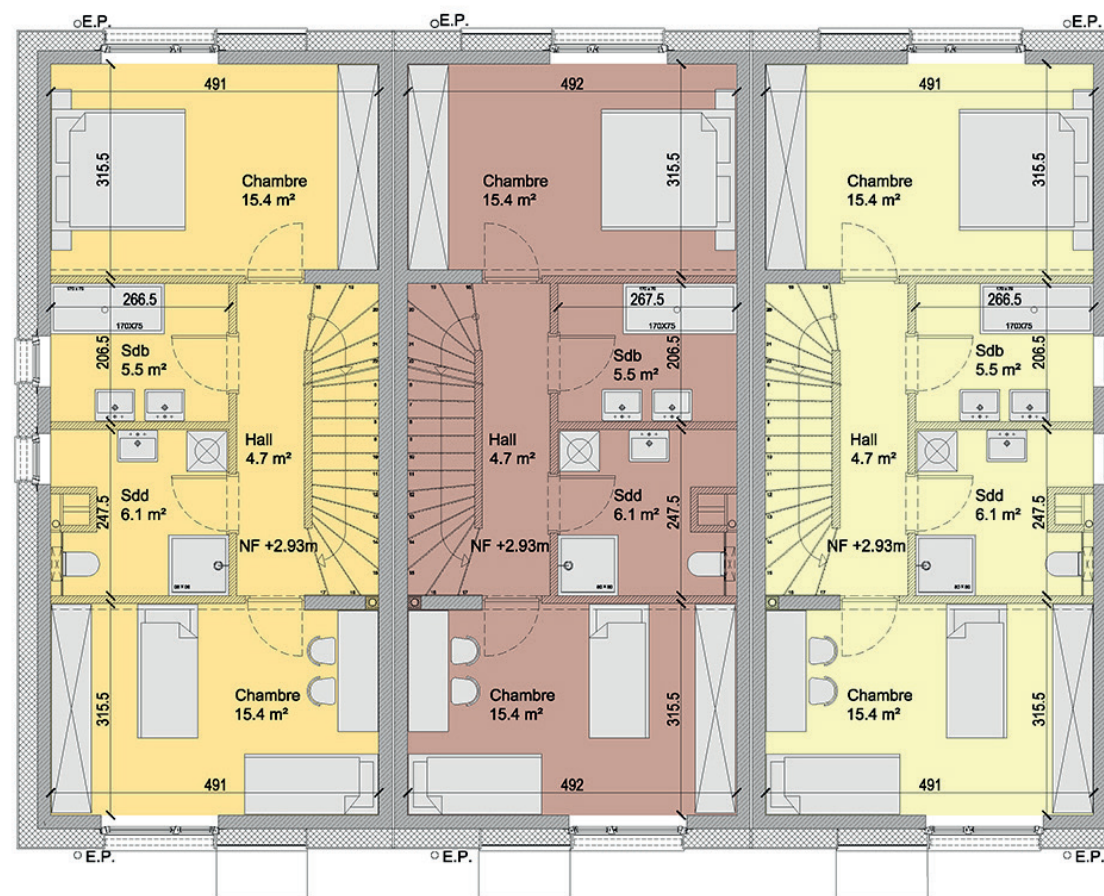 E.P.
E.P.
E.P.
491
492
491
315.5
315.5
315.5
Chambre
15.4 m²
Chambre
15.4 m²
Chambre
15.4 m²
266.5
267.5
266.5
170X75
170X75
170X75
206.5
206.5
206.5
Sdb
5.5 m²
Sdb
5.5 m²
Sdb
5.5 m²
Hall
4.7 m²
Hall
4.7 m²
Hall
4.7 m²
247.5
247.5
247.5
Sdd
6.1 m²
Sdd
6.1 m²
Sdd
6.1 m²
NF +2.93m
NF +2.93m
NF +2.93m
315.5
315.5
315.5
Chambre
15.4 m²
Chambre
15.4 m²
Chambre
15.4 m²
491
492
491
E.P.
E.P.
E.P.